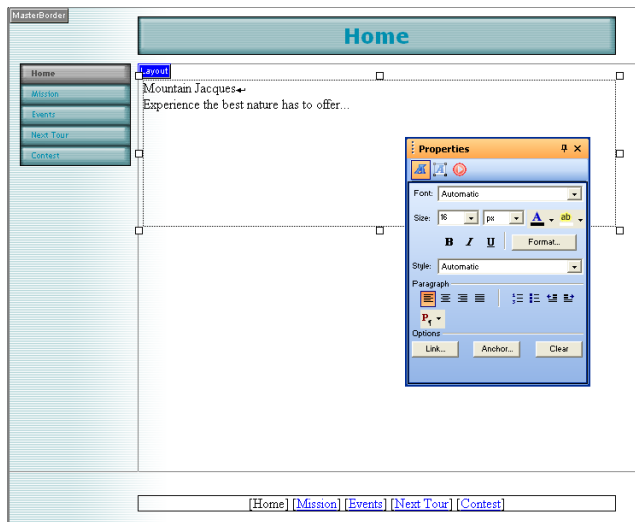 MasterBorder
Home
Home
Mission
Events
Next Tour
Contest
Layout
Mountain Jacques
Experience the best nature has to offer...
Properties
Font: Automatic
Size: 16 px A ab
B I U Format...
Style: Automatic
Paragraph
P
Options
Link... Anchor... Clear
[Home] [Mission] [Events] [Next Tour] [Contest]